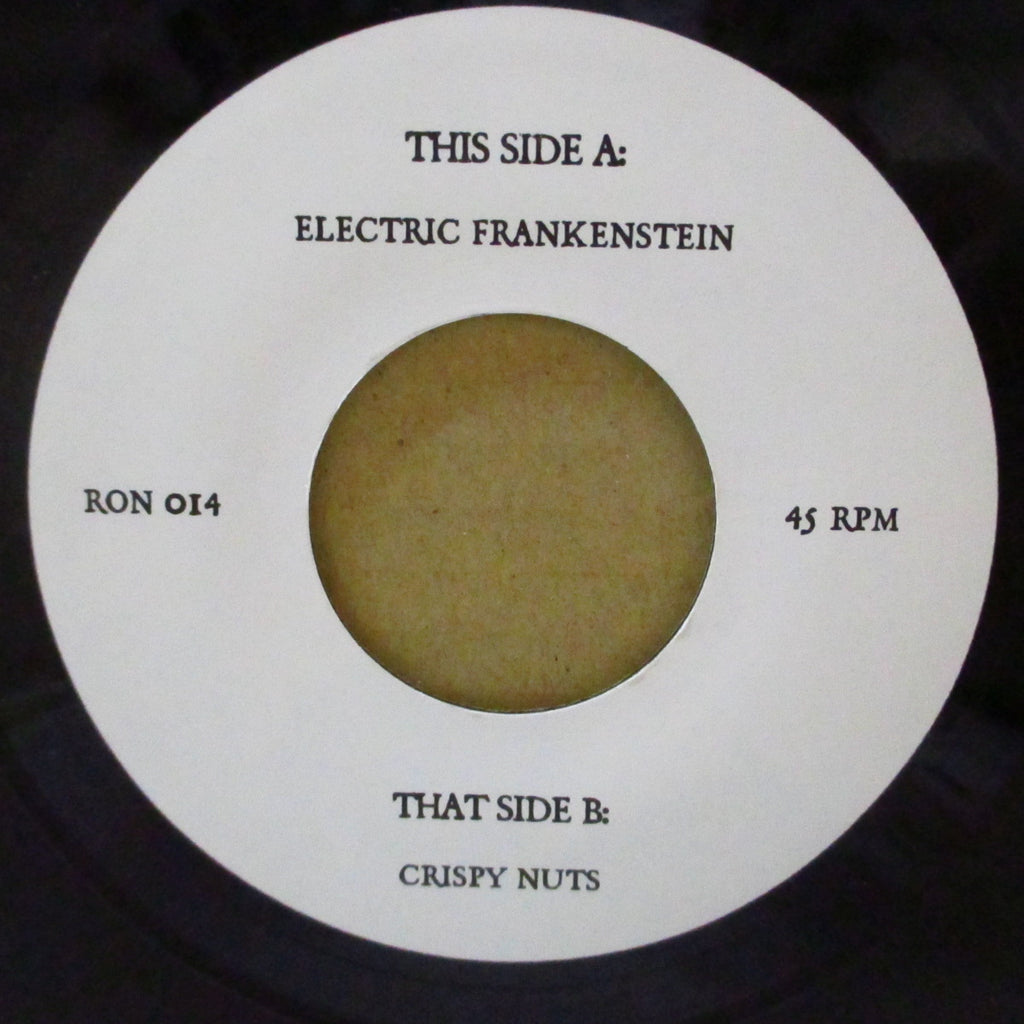 THIS SIDE A:
ELECTRIC FRANKENSTEIN
RON 014
45 RPM
THAT SIDE B:
CRISPY NUTS